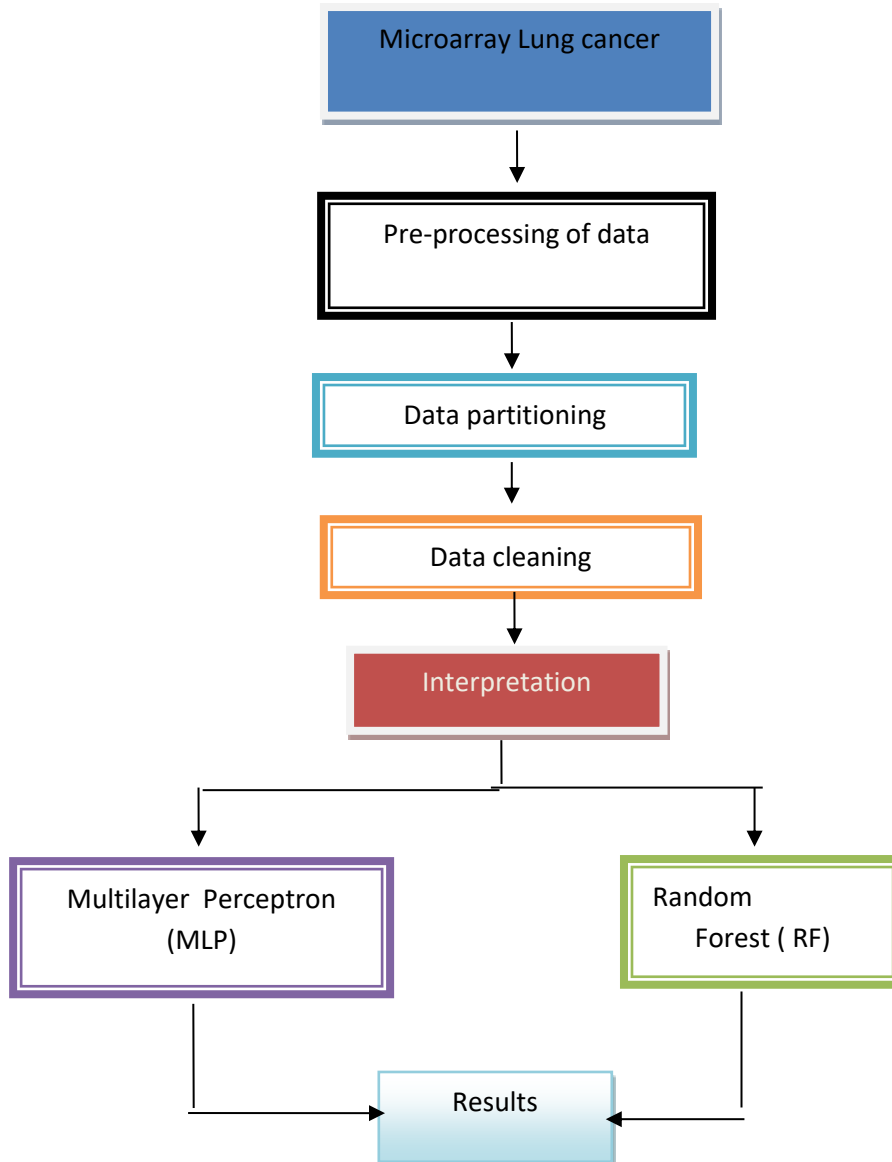 Microarray Lung cancer
Pre-processing of data
Data partitioning
Data cleaning
Interpretation
Multilayer  Perceptron
(MLP)
Random
Forest ( RF)
Results